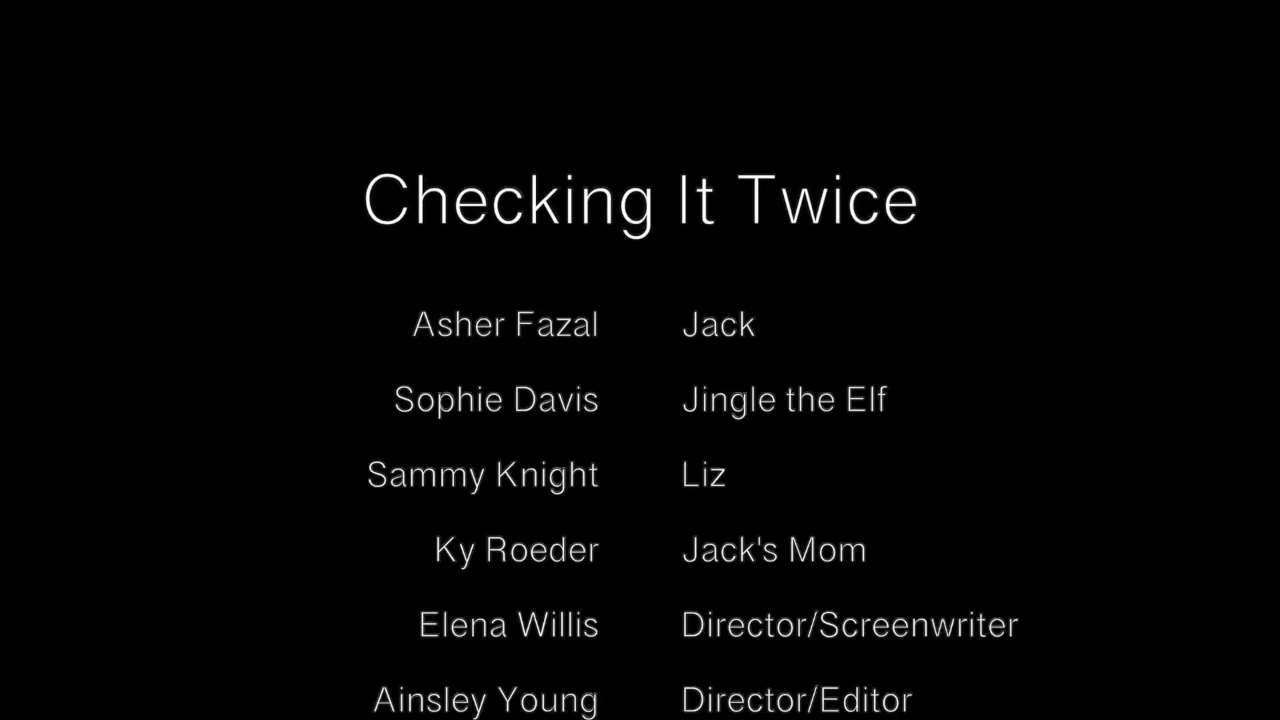 Checking It Twice
Asher Fazal Jack
Sophie Davis Jingle the Elf
Sammy Knight Liz
Ky Roeder Jack's Mom
Elena Willis Director/Screenwriter
Ainsley Young Director/Editor